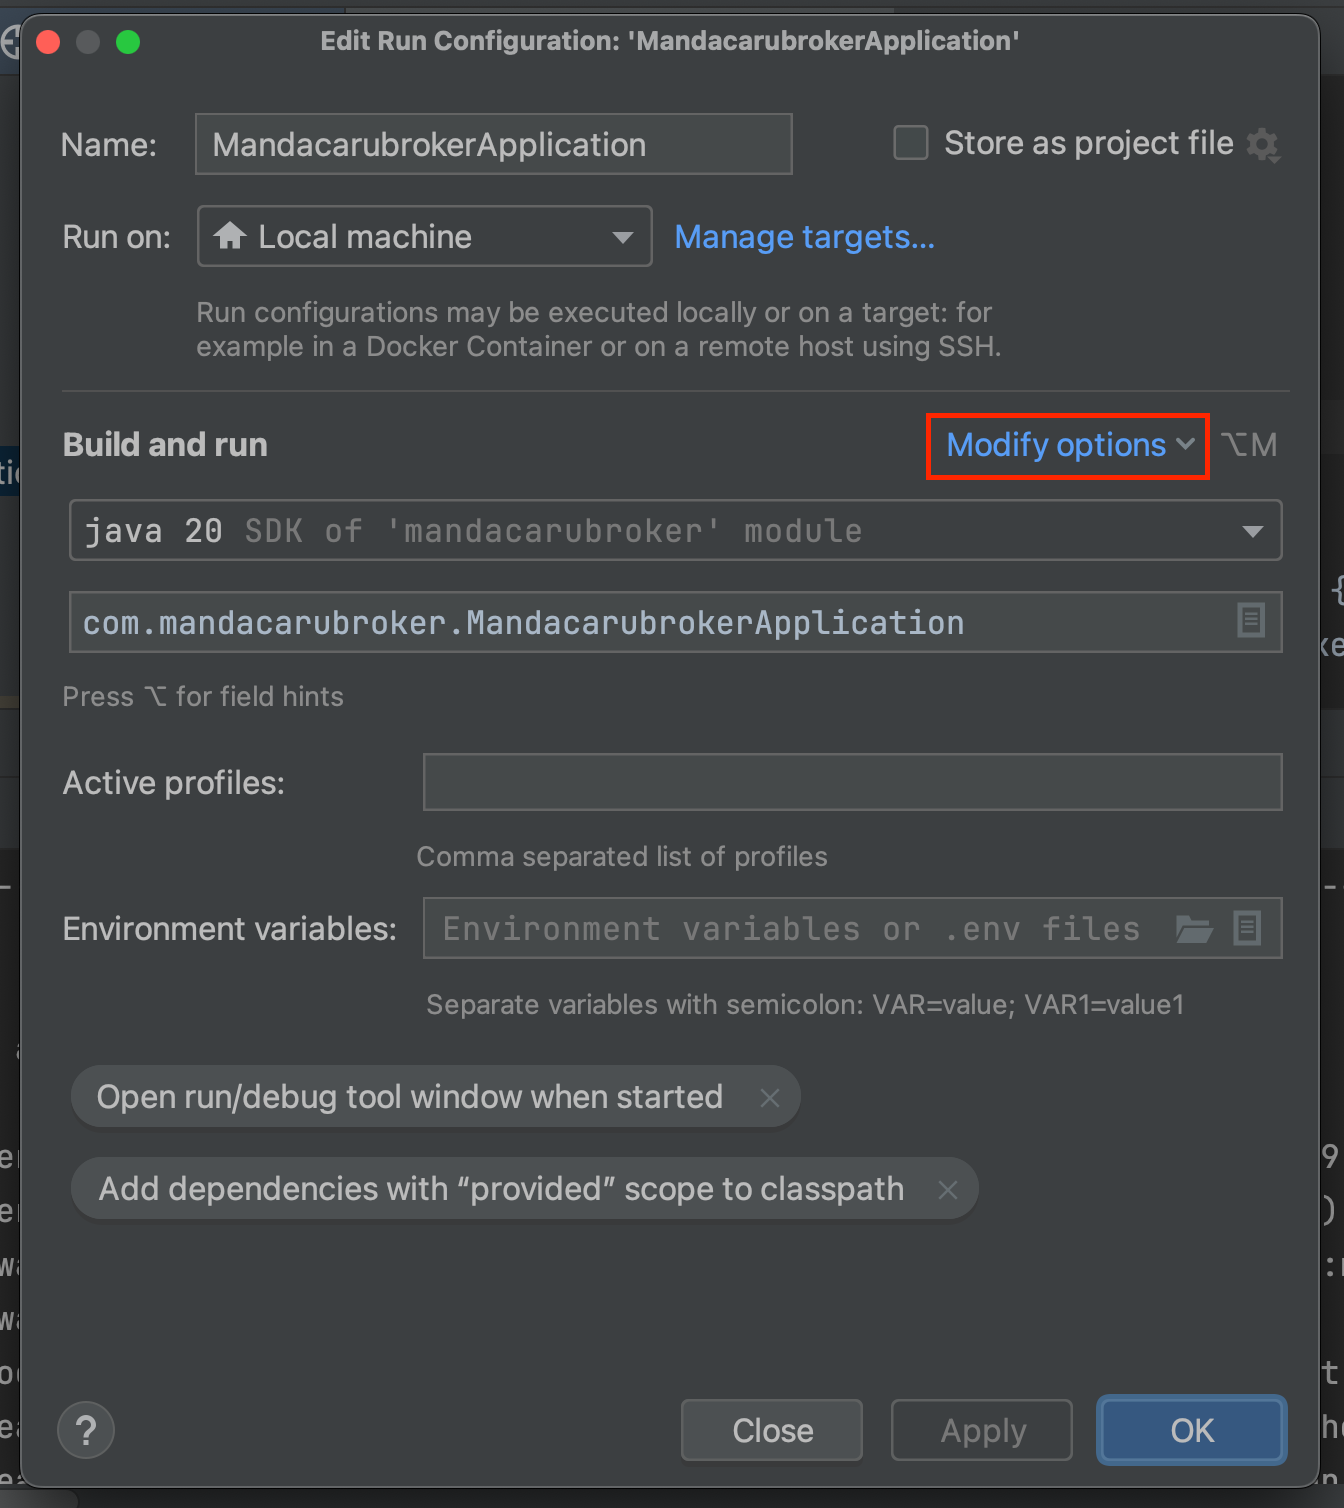 Edit Run Configuration: 'MandacarubrokerApplication'
Name: MandacarubrokerApplication Store as project file
Run on: Local machine Manage targets...
Run configurations may be executed locally or on a target: for
example in a Docker Container or on a remote host using SSH.
Build and run Modify options ⌥M
java 20 SDK of 'mandacarubroker' module
com.mandacarubroker.MandacarubrokerApplication
Press ⌥ for field hints
Active profiles:
Comma separated list of profiles
Environment variables: Environment variables or .env files
Separate variables with semicolon: VAR=value; VAR1=value1
Open run/debug tool window when started
Add dependencies with “provided” scope to classpath
? Close Apply OK